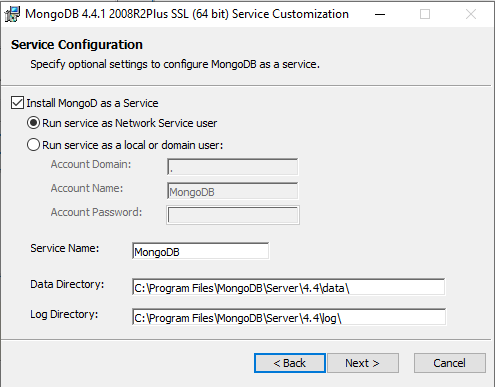 MongoDB 4.4.1 2008R2Plus SSL (64 bit) Service Customization
Service Configuration
Specify optional settings to configure MongoDB as a service.
Install MongoD as a Service
Run service as Network Service user
Run service as a local or domain user:
Account Domain: .
Account Name: MongoDB
Account Password:
Service Name: MongoDB
Data Directory: C:\Program Files\MongoDB\Server\4.4\data\
Log Directory: C:\Program Files\MongoDB\Server\4.4\log\
< Back Next > Cancel